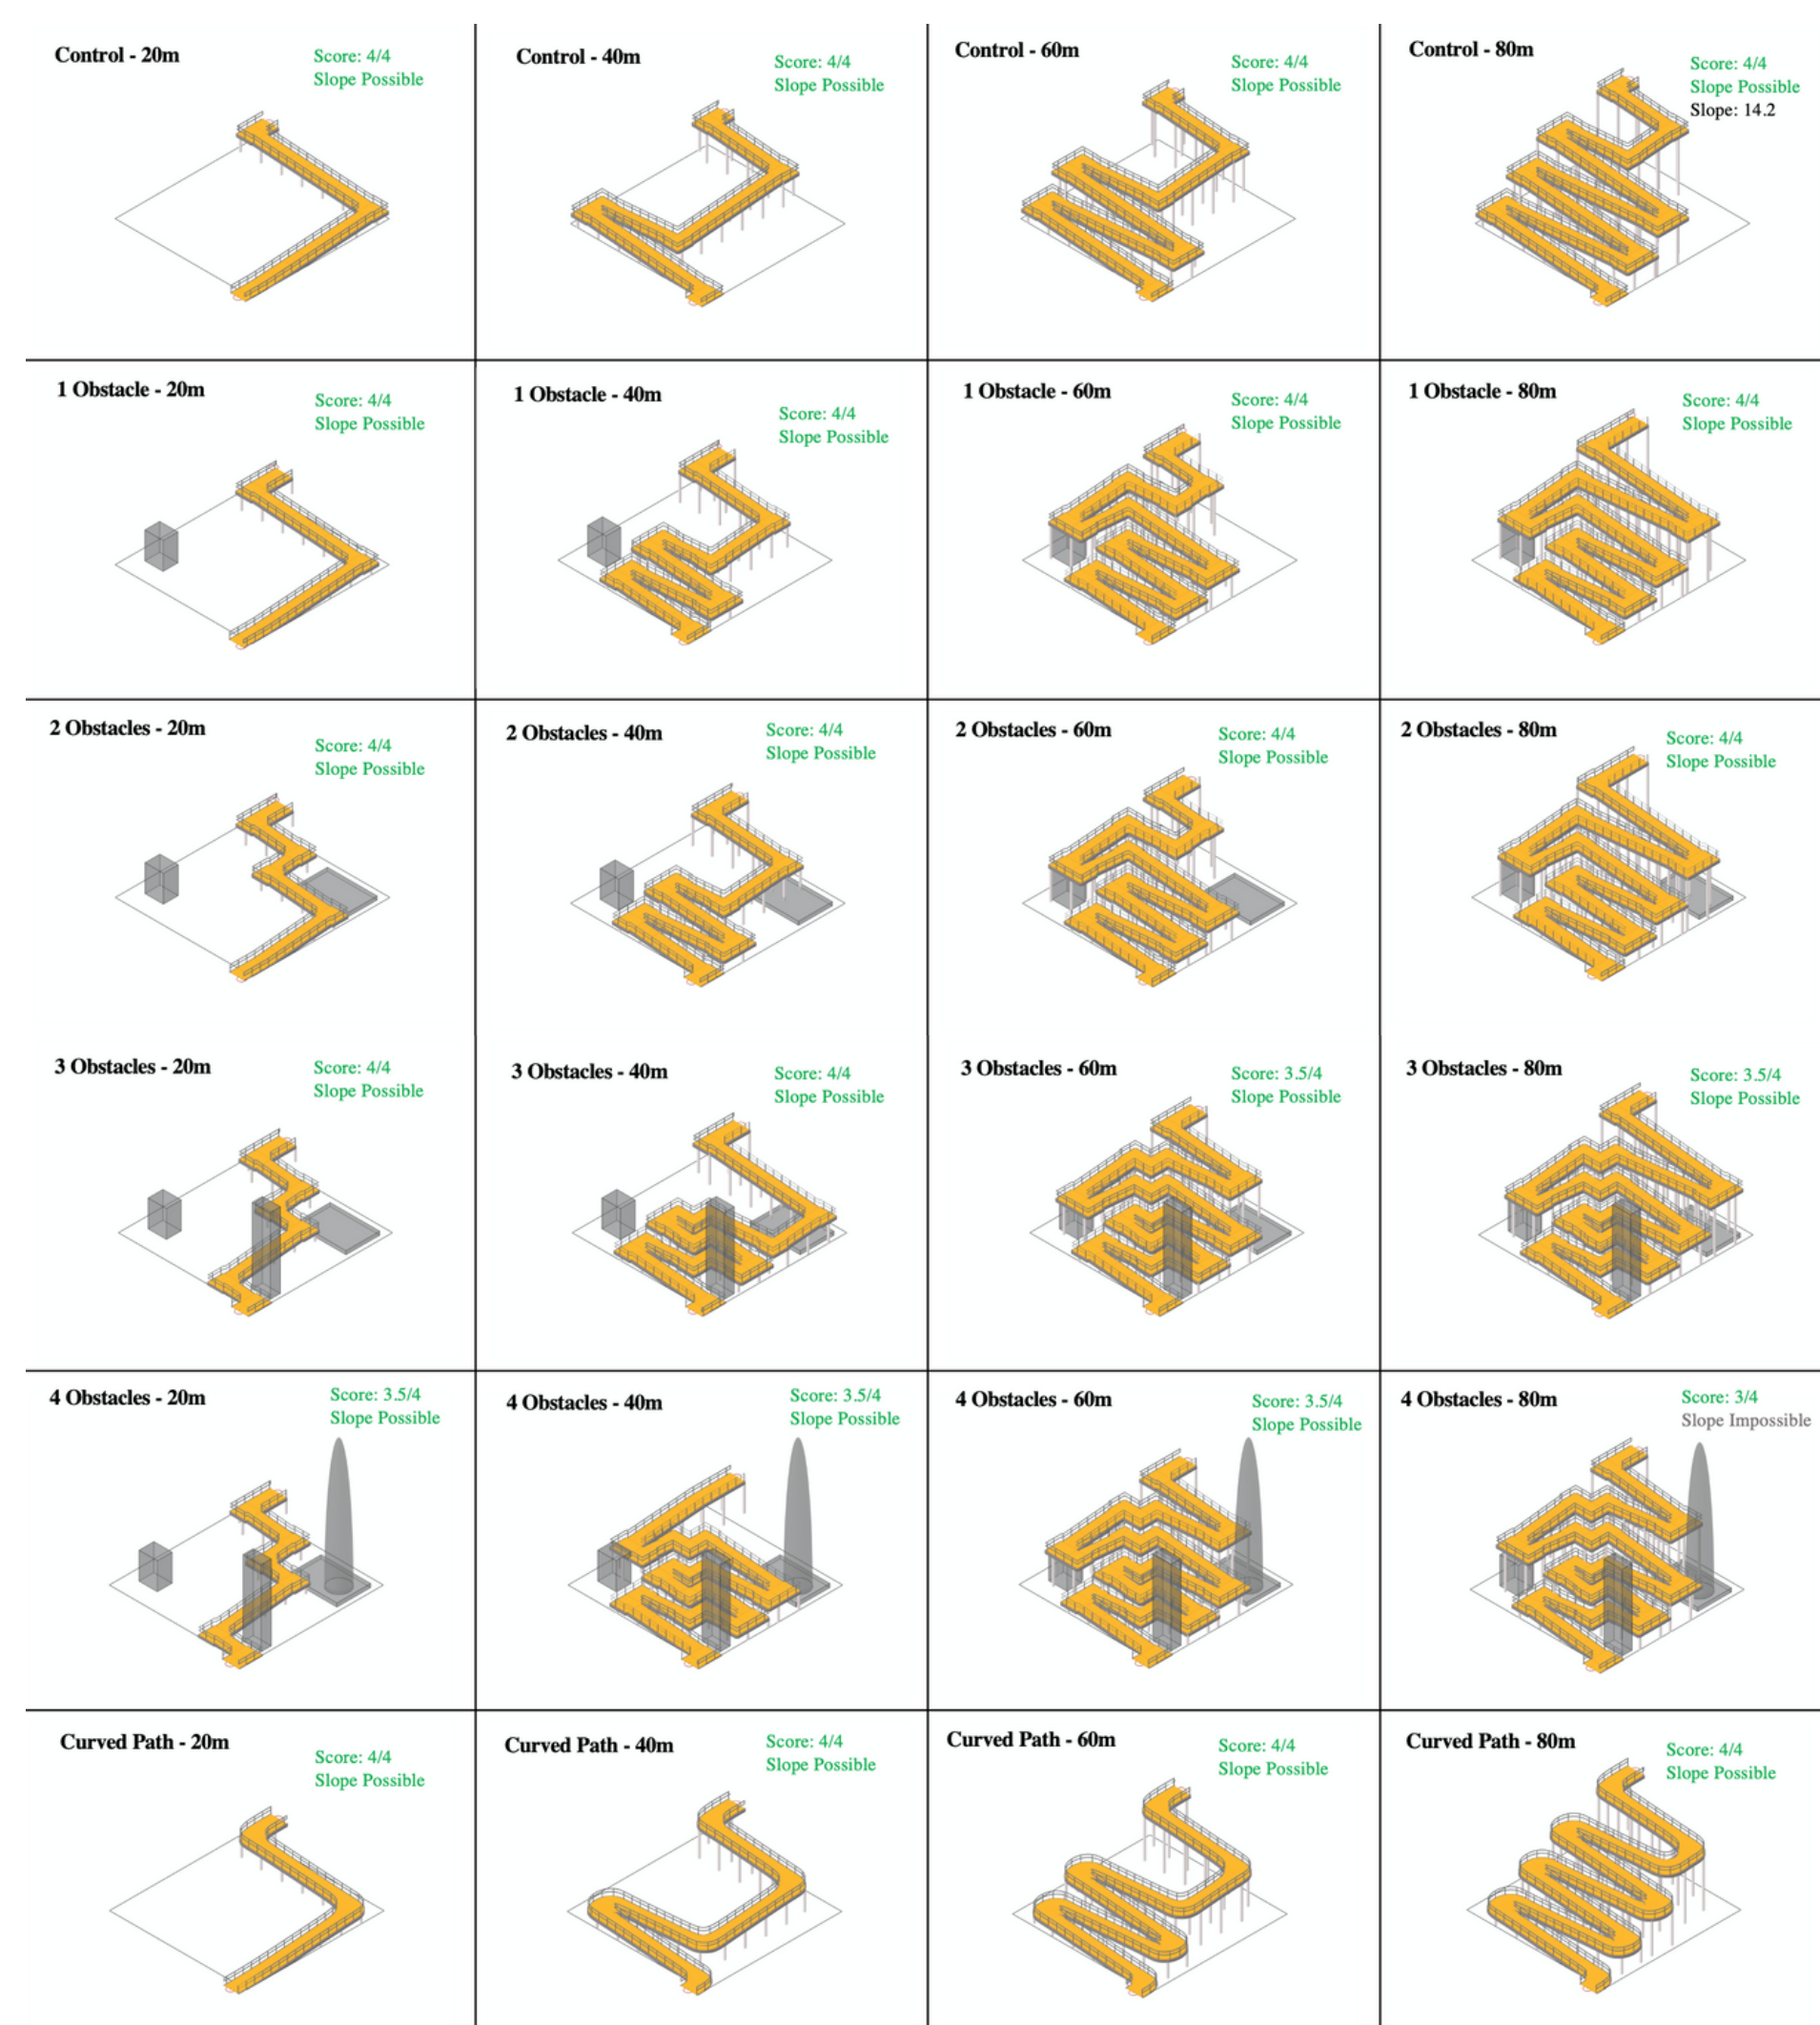 Control - 20m
Score: 4/4
Slope Possible
Control - 40m
Score: 4/4
Slope Possible
Control - 60m
Score: 4/4
Slope Possible
Control - 80m
Score: 4/4
Slope Possible
Slope: 14.2
1 Obstacle - 20m
Score: 4/4
Slope Possible
1 Obstacle - 40m
Score: 4/4
Slope Possible
1 Obstacle - 60m
Score: 4/4
Slope Possible
1 Obstacle - 80m
Score: 4/4
Slope Possible
2 Obstacles - 20m
Score: 4/4
Slope Possible
2 Obstacles - 40m
Score: 4/4
Slope Possible
2 Obstacles - 60m
Score: 4/4
Slope Possible
2 Obstacles - 80m
Score: 4/4
Slope Possible
3 Obstacles - 20m
Score: 4/4
Slope Possible
3 Obstacles - 40m
Score: 4/4
Slope Possible
3 Obstacles - 60m
Score: 3.5/4
Slope Possible
3 Obstacles - 80m
Score: 3.5/4
Slope Possible
4 Obstacles - 20m
Score: 3.5/4
Slope Possible
4 Obstacles - 40m
Score: 3.5/4
Slope Possible
4 Obstacles - 60m
Score: 3.5/4
Slope Possible
4 Obstacles - 80m
Score: 3/4
Slope Impossible
Curved Path - 20m
Score: 4/4
Slope Possible
Curved Path - 40m
Score: 4/4
Slope Possible
Curved Path - 60m
Score: 4/4
Slope Possible
Curved Path - 80m
Score: 4/4
Slope Possible